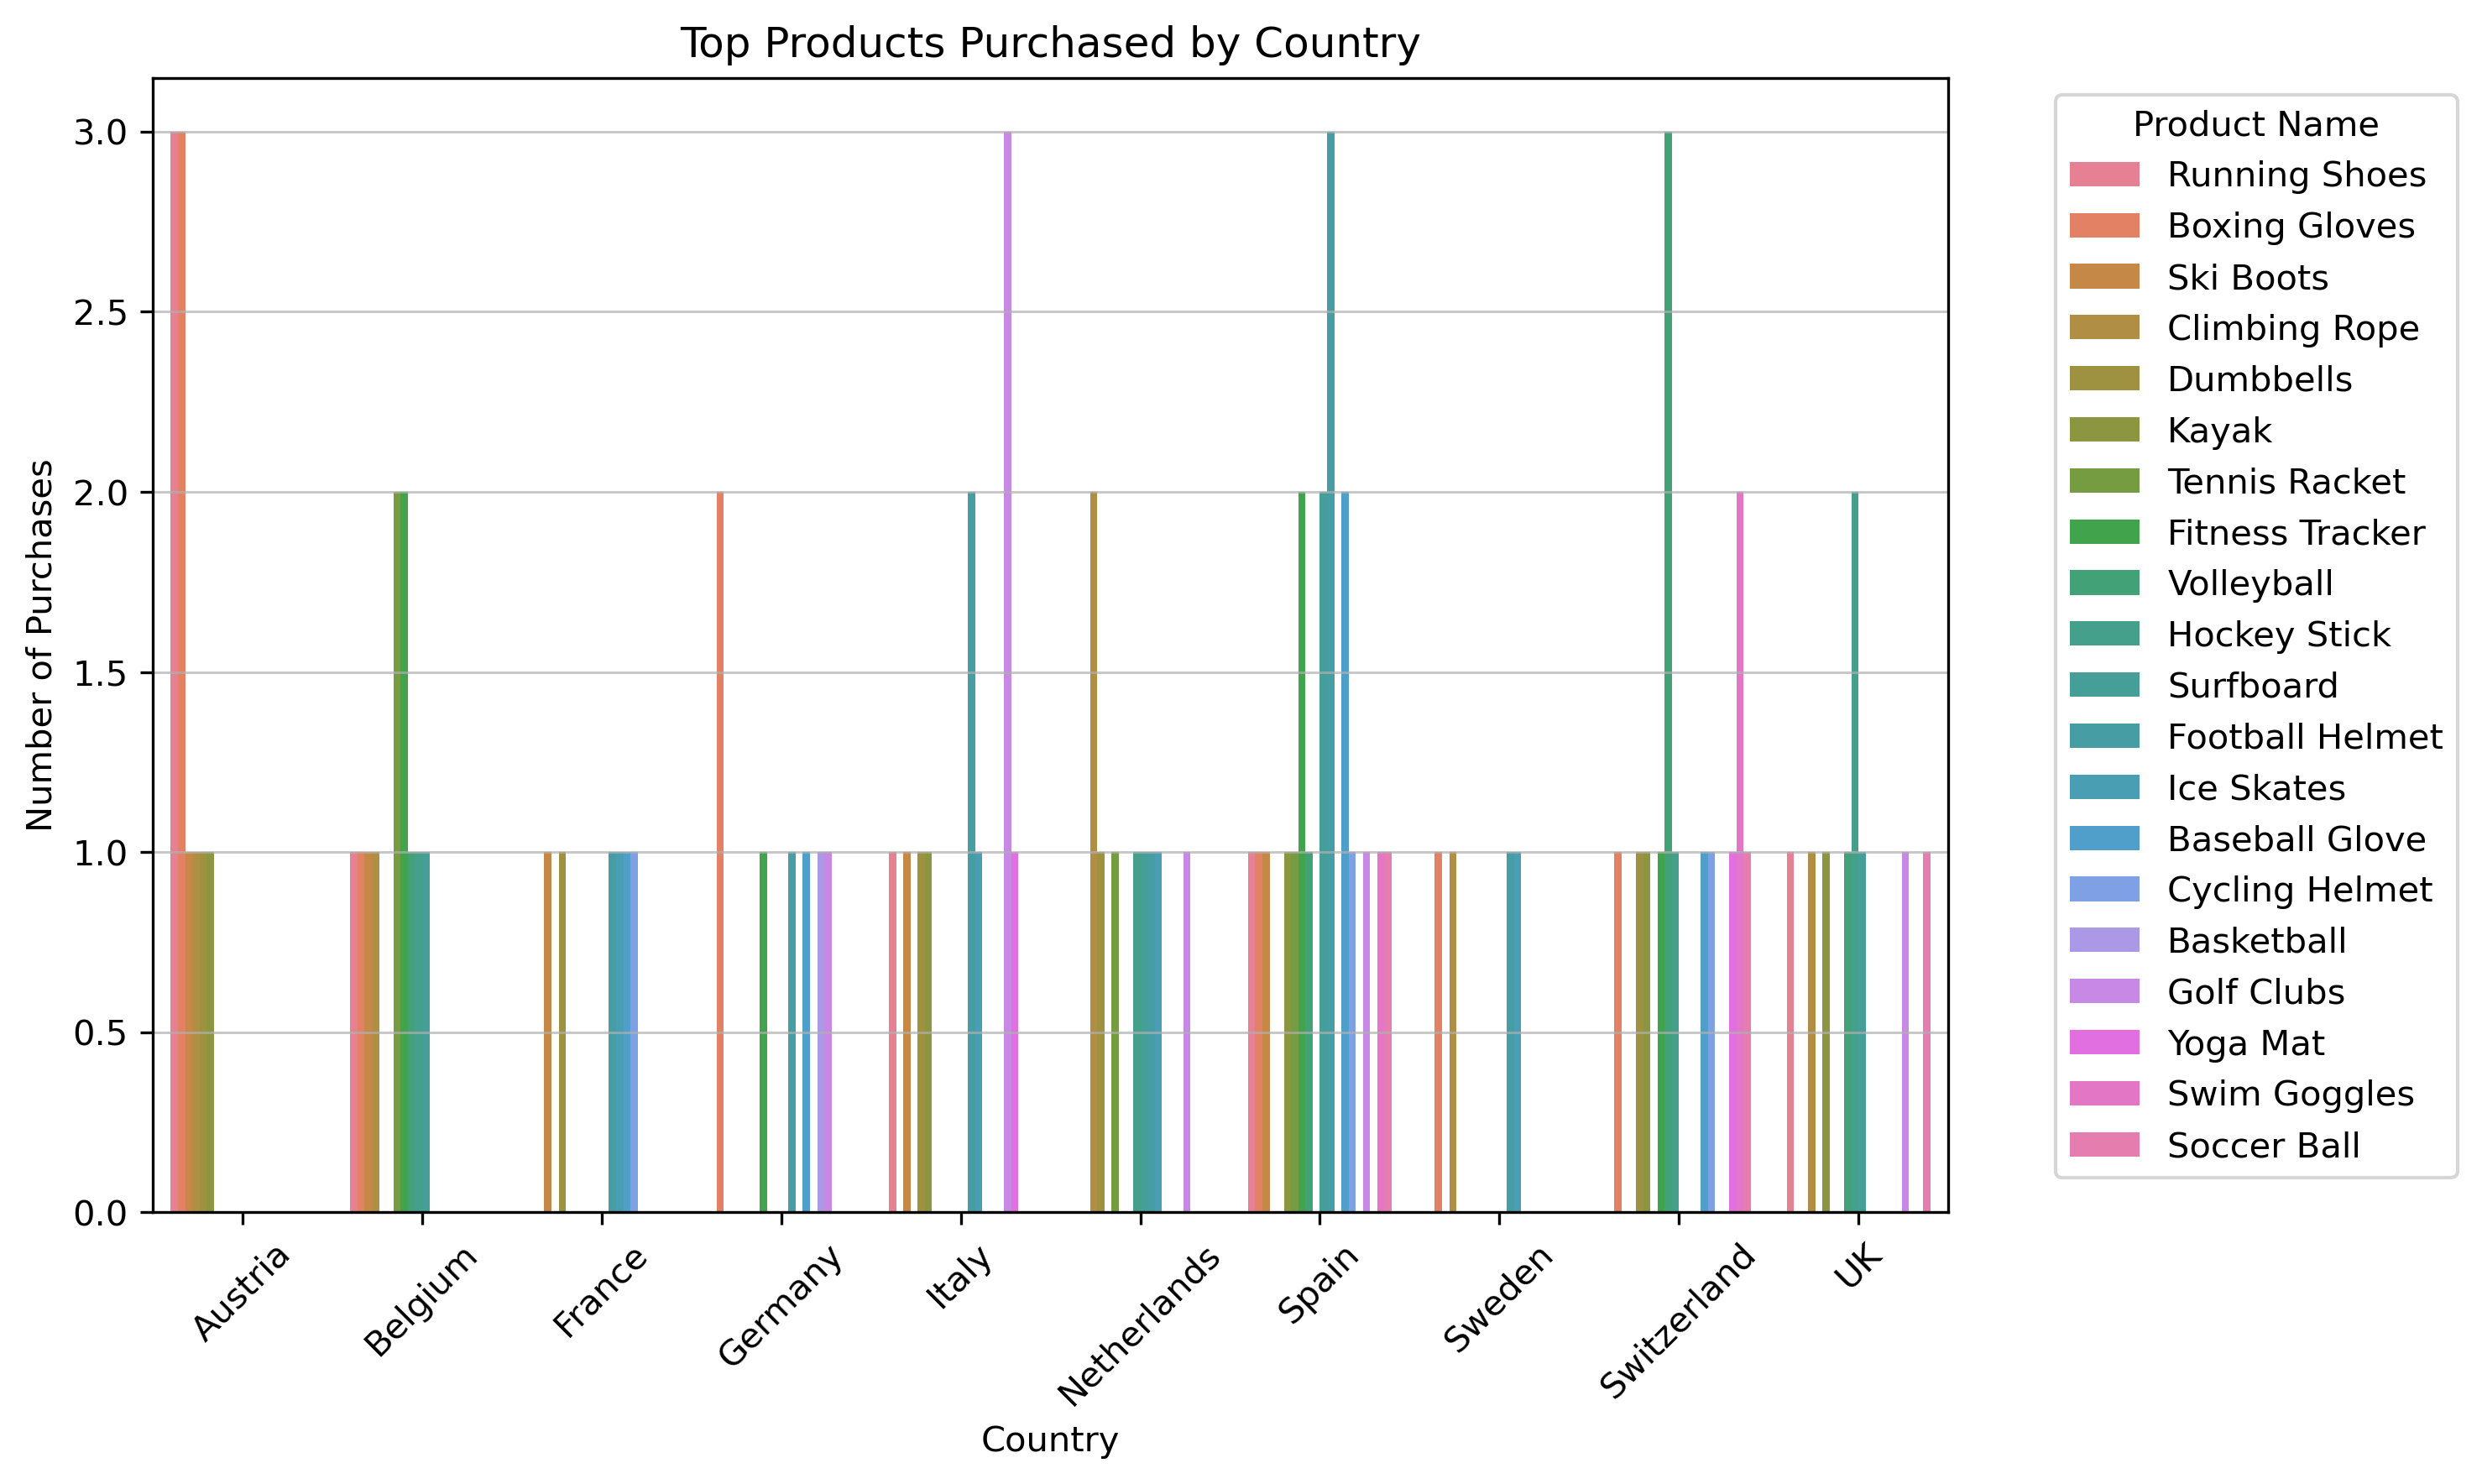 Top Products Purchased by Country
Number of Purchases
3.0
2.5
2.0
1.5
1.0
0.5
0.0
Austria
Belgium
France
Germany
Italy
Netherlands
Spain
Sweden
Switzerland
UK
Country
Product Name
Running Shoes
Boxing Gloves
Ski Boots
Climbing Rope
Dumbbells
Kayak
Tennis Racket
Fitness Tracker
Volleyball
Hockey Stick
Surfboard
Football Helmet
Ice Skates
Baseball Glove
Cycling Helmet
Basketball
Golf Clubs
Yoga Mat
Swim Goggles
Soccer Ball